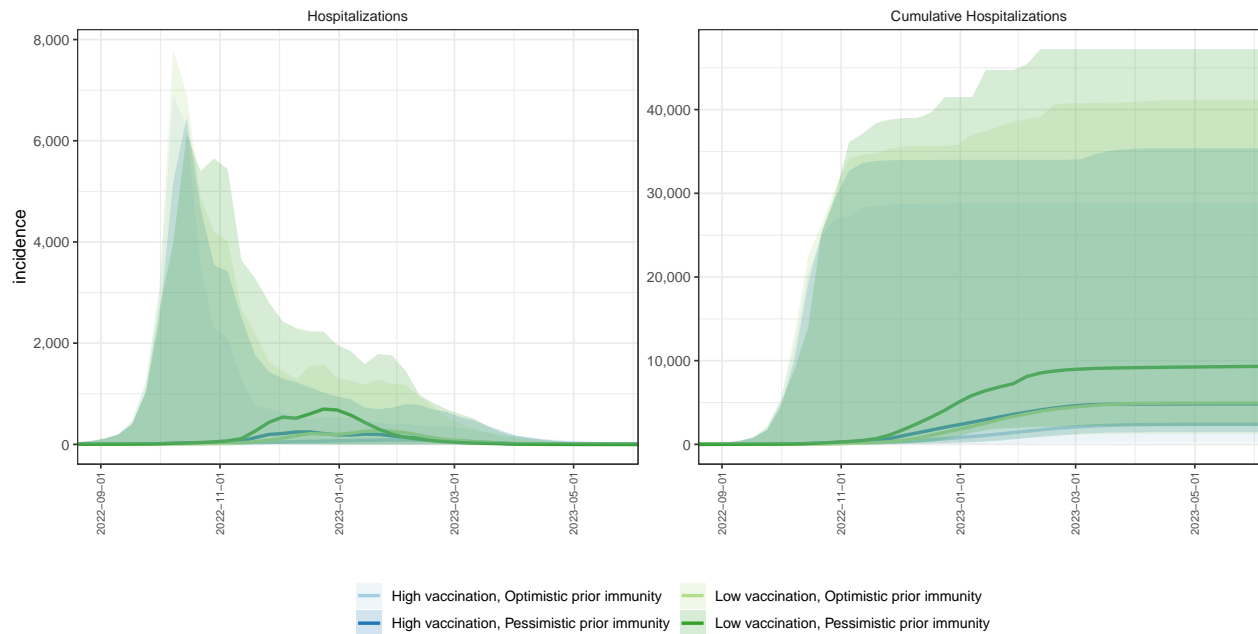 Hospitalizations
Cumulative Hospitalizations
incidence
8,000
6,000
4,000
2,000
0
40,000
30,000
20,000
10,000
0
2022−09−01
2022−11−01
2023−01−01
2023−03−01
2023−05−01
2022−09−01
2022−11−01
2023−01−01
2023−03−01
2023−05−01
High vaccination, Optimistic prior immunity
Low vaccination, Optimistic prior immunity
High vaccination, Pessimistic prior immunity
Low vaccination, Pessimistic prior immunity